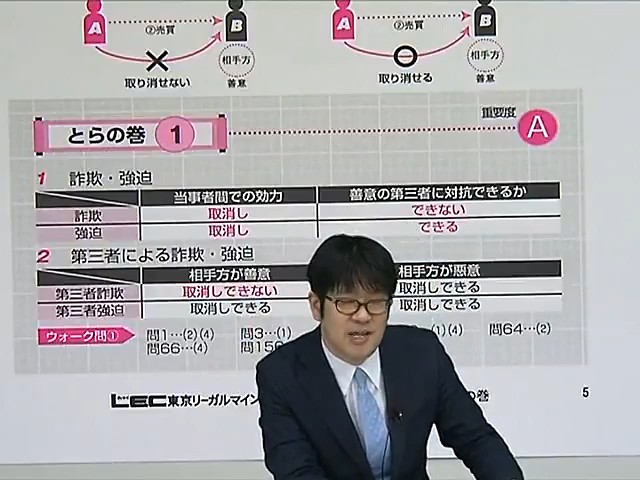 A ②売買 B
取り消せない
相手方
善意
A ②売買 B
取り消せる
相手方
善意
とらの巻 1
重要度 A
1 詐欺・強迫
当事者間での効力 善意の第三者に対抗できるか
詐欺 取消し できない
強迫 取消し できる
2 第三者による詐欺・強迫
相手方が善意 相手方が悪意
第三者詐欺 取消しできない 取消しできる
第三者強迫 取消しできる 取消しできる
ウォーク問① 問1…(2)(4) 問3…(1) (1)(4) 問64…(2)
問66…(4) 問150
LEC東京リーガルマイン の巻 5